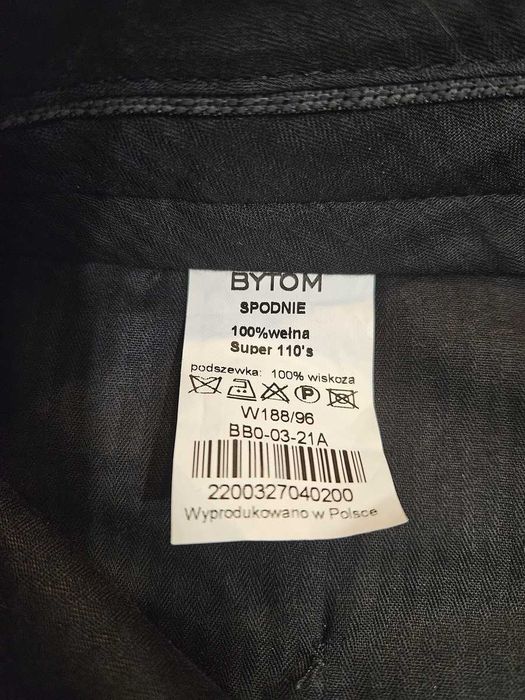 BYTOM
SPODNIE
100%wełna
Super 110's
podszewka: 100% wiskoza
P
W188/96
BB0-03-21A
2200327040200
Wyprodukowano w Polsce